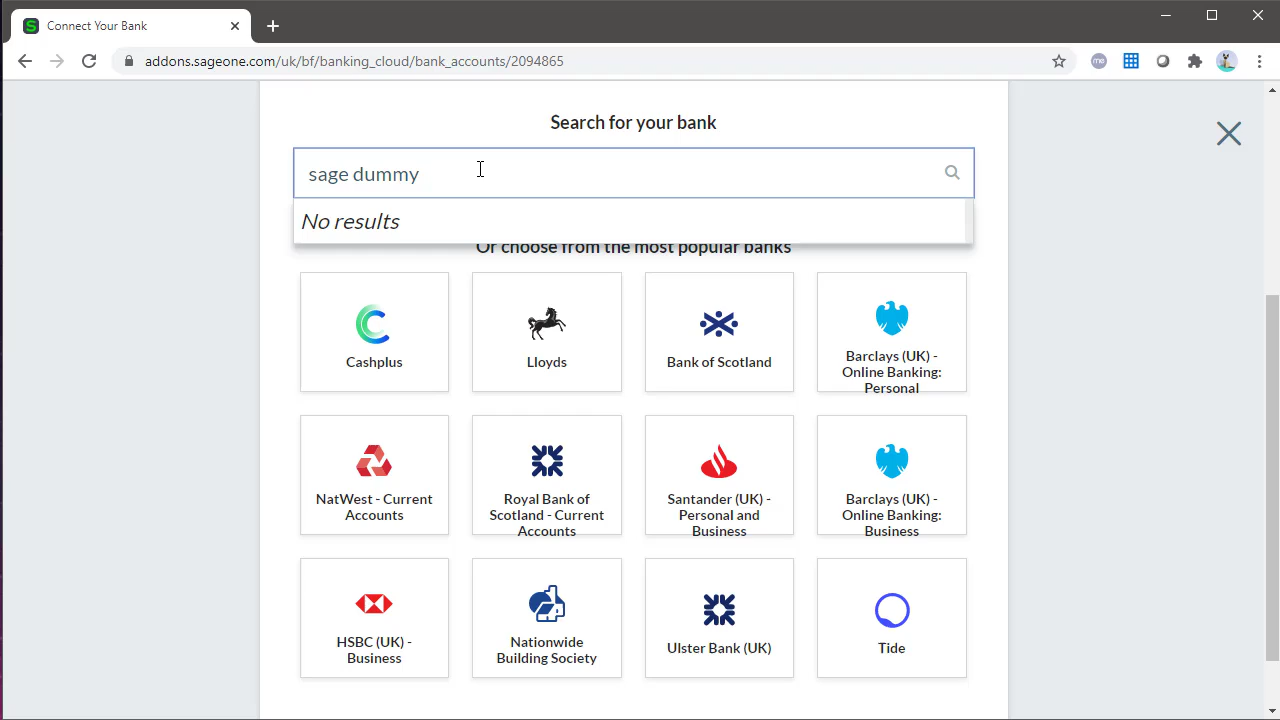 Connect Your Bank
addons.sageone.com/uk/bf/banking_cloud/bank_accounts/2094865
me
Search for your bank
sage dummy
No results
Or choose from the most popular banks
Cashplus
Lloyds
Bank of Scotland
Barclays (UK) -
Online Banking:
Personal
NatWest - Current
Accounts
Royal Bank of
Scotland - Current
Accounts
Santander (UK) -
Personal and
Business
Barclays (UK) -
Online Banking:
Business
HSBC (UK) -
Business
Nationwide
Building Society
Ulster Bank (UK)
Tide